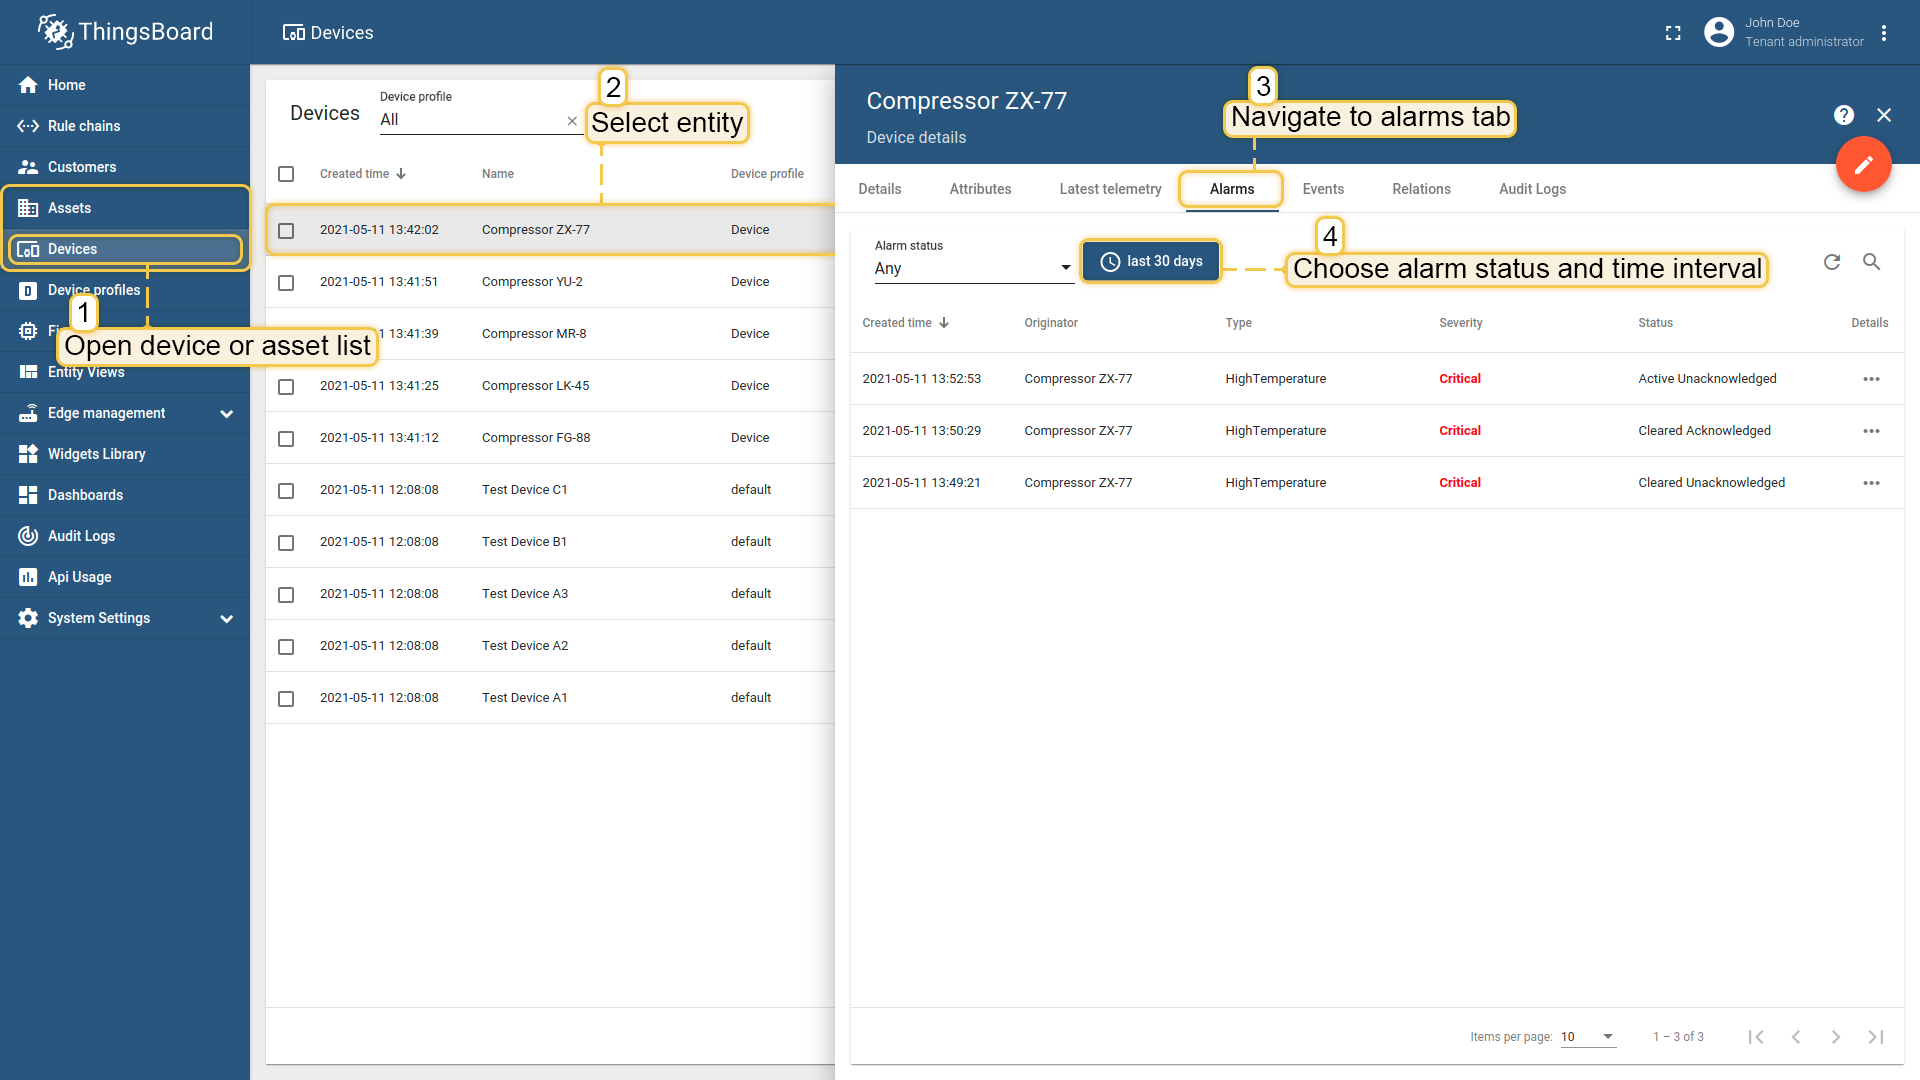 ThingsBoard
Devices
John Doe
Tenant administrator
Home
Rule chains
Customers
Assets
Devices
Device profiles
Entity Views
Edge management
Widgets Library
Dashboards
Audit Logs
Api Usage
System Settings
1
Open device or asset list
Devices
Device profile
All
2
Select entity
Created time Name Device profile
2021-05-11 13:42:02 Compressor ZX-77 Device
2021-05-11 13:41:51 Compressor YU-2 Device
13:41:39 Compressor MR-8 Device
2021-05-11 13:41:25 Compressor LK-45 Device
2021-05-11 13:41:12 Compressor FG-88 Device
2021-05-11 12:08:08 Test Device C1 default
2021-05-11 12:08:08 Test Device B1 default
2021-05-11 12:08:08 Test Device A3 default
2021-05-11 12:08:08 Test Device A2 default
2021-05-11 12:08:08 Test Device A1 default
Compressor ZX-77
Device details
3
Navigate to alarms tab
Details Attributes Latest telemetry Alarms Events Relations Audit Logs
Alarm status
Any
last 30 days
4
Choose alarm status and time interval
Created time Originator Type Severity Status Details
2021-05-11 13:52:53 Compressor ZX-77 HighTemperature Critical Active Unacknowledged
2021-05-11 13:50:29 Compressor ZX-77 HighTemperature Critical Cleared Acknowledged
2021-05-11 13:49:21 Compressor ZX-77 HighTemperature Critical Cleared Unacknowledged
Items per page: 10 1 – 3 of 3